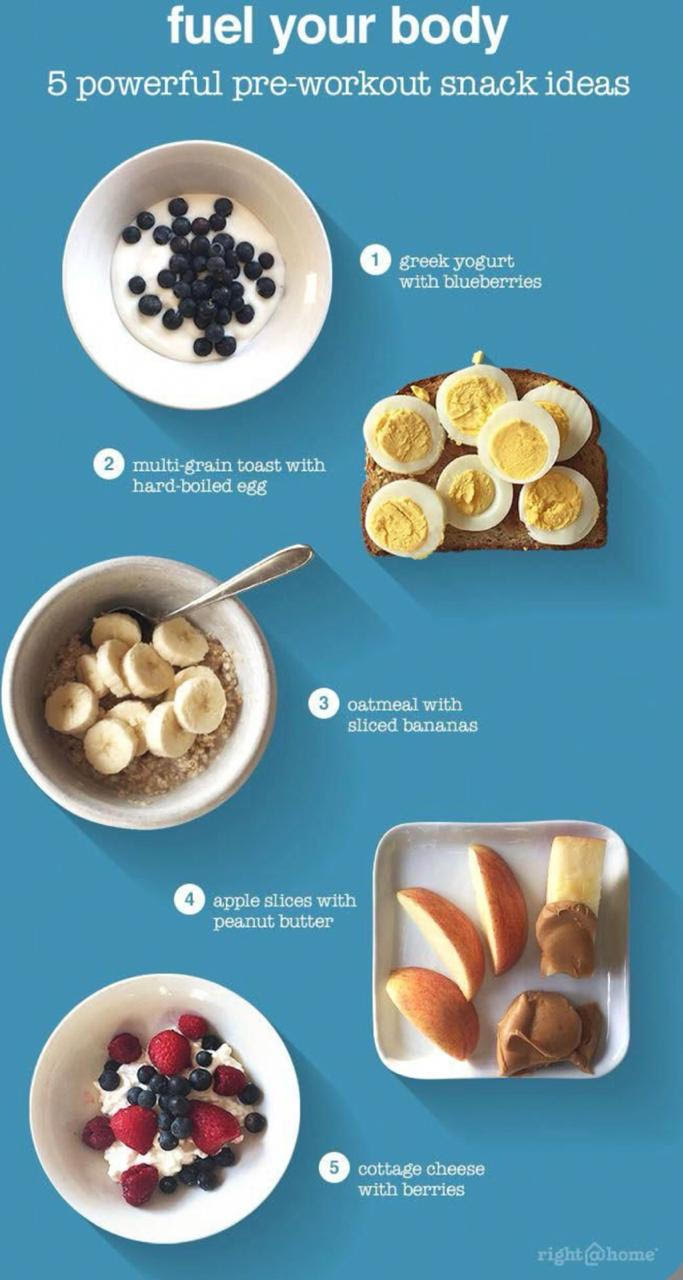 fuel your body
5 powerful pre-workout snack ideas
1 greek yogurt
with blueberries
2 multi-grain toast with
hard-boiled egg
3 oatmeal with
sliced bananas
4 apple slices with
peanut butter
5 cottage cheese
with berries
right@home